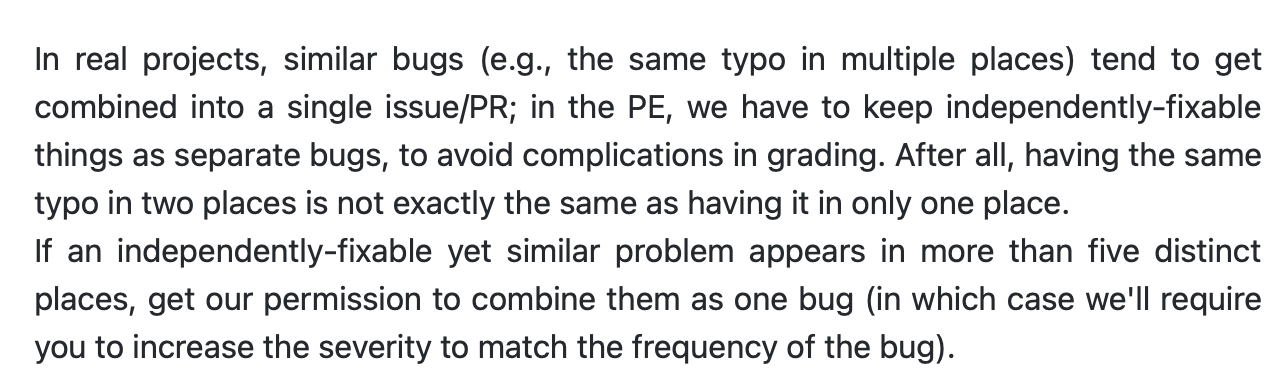 In real projects, similar bugs (e.g., the same typo in multiple places) tend to get
combined into a single issue/PR; in the PE, we have to keep independently-fixable
things as separate bugs, to avoid complications in grading. After all, having the same
typo in two places is not exactly the same as having it in only one place.
If an independently-fixable yet similar problem appears in more than five distinct
places, get our permission to combine them as one bug (in which case we'll require
you to increase the severity to match the frequency of the bug).